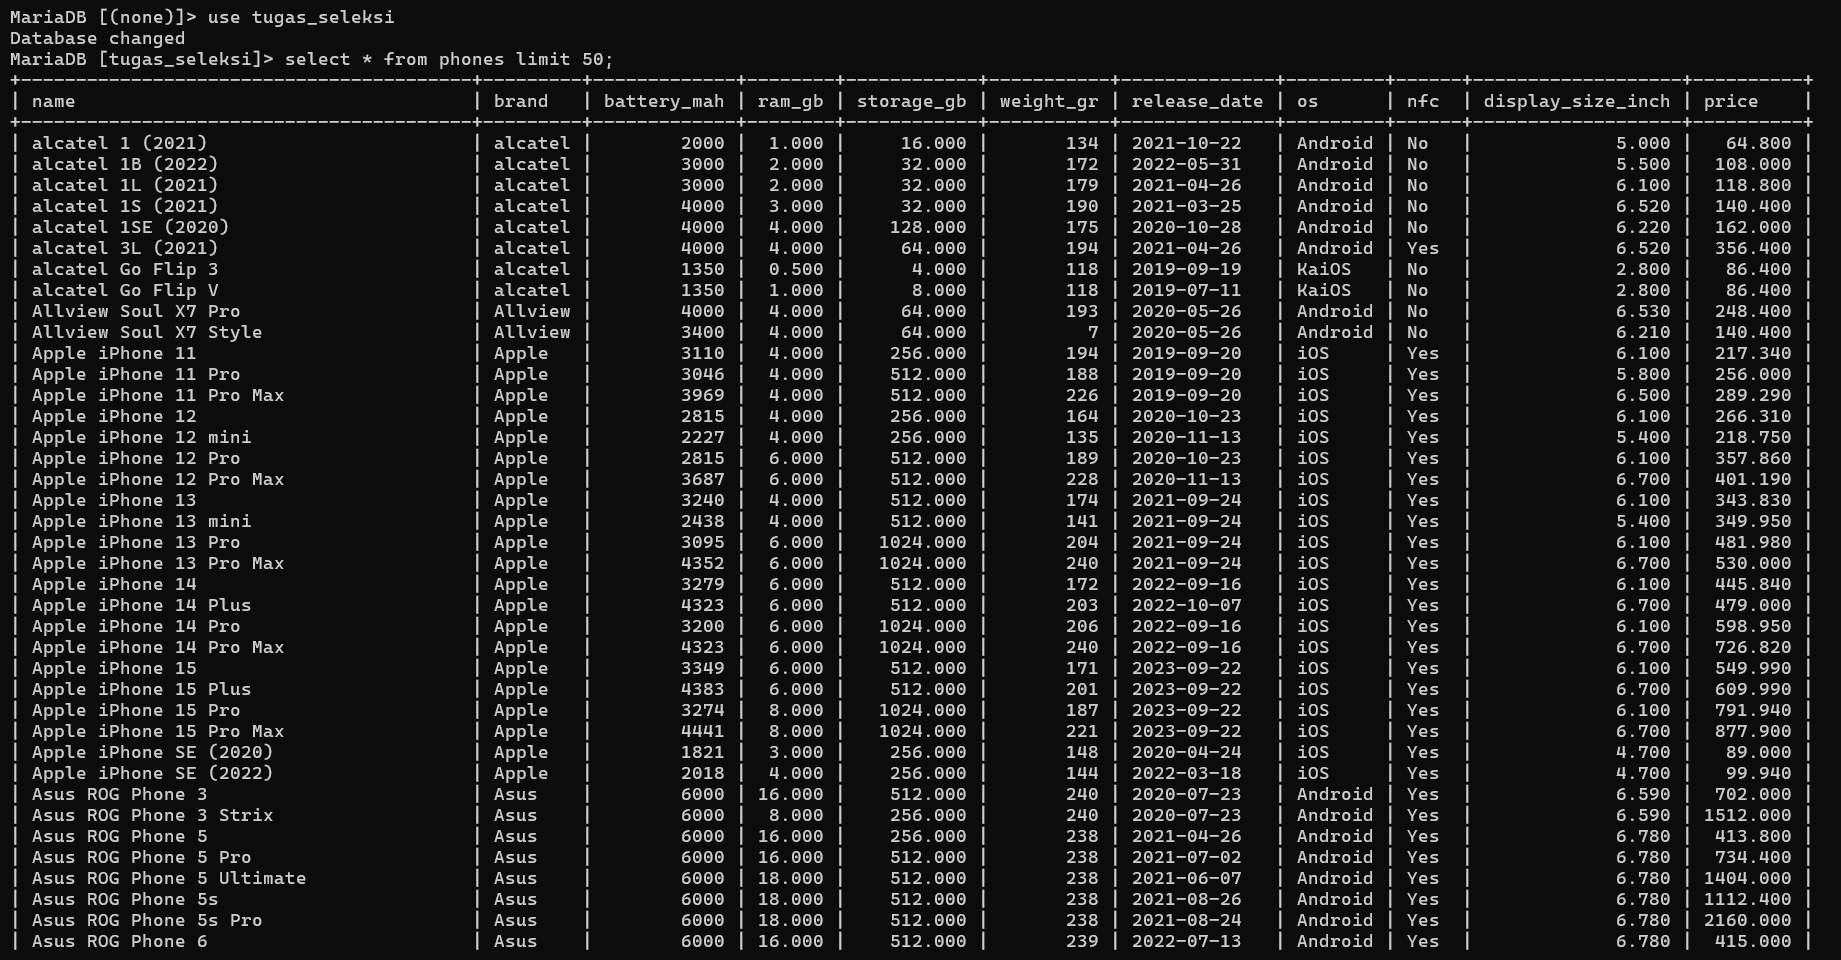 MariaDB [(none)]> use tugas_seleksi
Database changed
MariaDB [tugas_seleksi]> select * from phones limit 50;
+-----------------------------------------+---------+-------------+--------+------------+-----------+--------------+---------+------+-------------------+----------+
| name | brand | battery_mah | ram_gb | storage_gb | weight_gr | release_date | os | nfc | display_size_inch | price |
+-----------------------------------------+---------+-------------+--------+------------+-----------+--------------+---------+------+-------------------+----------+
| alcatel 1 (2021) | alcatel | 2000 | 1.000 | 16.000 | 134 | 2021-10-22 | Android | No | 5.000 | 64.800 |
| alcatel 1B (2022) | alcatel | 3000 | 2.000 | 32.000 | 172 | 2022-05-31 | Android | No | 5.500 | 108.000 |
| alcatel 1L (2021) | alcatel | 3000 | 2.000 | 32.000 | 179 | 2021-04-26 | Android | No | 6.100 | 118.800 |
| alcatel 1S (2021) | alcatel | 4000 | 3.000 | 32.000 | 190 | 2021-03-25 | Android | No | 6.520 | 140.400 |
| alcatel 1SE (2020) | alcatel | 4000 | 4.000 | 128.000 | 175 | 2020-10-28 | Android | No | 6.220 | 162.000 |
| alcatel 3L (2021) | alcatel | 4000 | 4.000 | 64.000 | 194 | 2021-04-26 | Android | Yes | 6.520 | 356.400 |
| alcatel Go Flip 3 | alcatel | 1350 | 0.500 | 4.000 | 118 | 2019-09-19 | KaiOS | No | 2.800 | 86.400 |
| alcatel Go Flip V | alcatel | 1350 | 1.000 | 8.000 | 118 | 2019-07-11 | KaiOS | No | 2.800 | 86.400 |
| Allview Soul X7 Pro | Allview | 4000 | 4.000 | 64.000 | 193 | 2020-05-26 | Android | No | 6.530 | 248.400 |
| Allview Soul X7 Style | Allview | 3400 | 4.000 | 64.000 | 7 | 2020-05-26 | Android | No | 6.210 | 140.400 |
| Apple iPhone 11 | Apple | 3110 | 4.000 | 256.000 | 194 | 2019-09-20 | iOS | Yes | 6.100 | 217.340 |
| Apple iPhone 11 Pro | Apple | 3046 | 4.000 | 512.000 | 188 | 2019-09-20 | iOS | Yes | 5.800 | 256.000 |
| Apple iPhone 11 Pro Max | Apple | 3969 | 4.000 | 512.000 | 226 | 2019-09-20 | iOS | Yes | 6.500 | 289.290 |
| Apple iPhone 12 | Apple | 2815 | 4.000 | 256.000 | 164 | 2020-10-23 | iOS | Yes | 6.100 | 266.310 |
| Apple iPhone 12 mini | Apple | 2227 | 4.000 | 256.000 | 135 | 2020-11-13 | iOS | Yes | 5.400 | 218.750 |
| Apple iPhone 12 Pro | Apple | 2815 | 6.000 | 512.000 | 189 | 2020-10-23 | iOS | Yes | 6.100 | 357.860 |
| Apple iPhone 12 Pro Max | Apple | 3687 | 6.000 | 512.000 | 228 | 2020-11-13 | iOS | Yes | 6.700 | 401.190 |
| Apple iPhone 13 | Apple | 3240 | 4.000 | 512.000 | 174 | 2021-09-24 | iOS | Yes | 6.100 | 343.830 |
| Apple iPhone 13 mini | Apple | 2438 | 4.000 | 512.000 | 141 | 2021-09-24 | iOS | Yes | 5.400 | 349.950 |
| Apple iPhone 13 Pro | Apple | 3095 | 6.000 | 1024.000 | 204 | 2021-09-24 | iOS | Yes | 6.100 | 481.980 |
| Apple iPhone 13 Pro Max | Apple | 4352 | 6.000 | 1024.000 | 240 | 2021-09-24 | iOS | Yes | 6.700 | 530.000 |
| Apple iPhone 14 | Apple | 3279 | 6.000 | 512.000 | 172 | 2022-09-16 | iOS | Yes | 6.100 | 445.840 |
| Apple iPhone 14 Plus | Apple | 4323 | 6.000 | 512.000 | 203 | 2022-10-07 | iOS | Yes | 6.700 | 479.000 |
| Apple iPhone 14 Pro | Apple | 3200 | 6.000 | 1024.000 | 206 | 2022-09-16 | iOS | Yes | 6.100 | 598.950 |
| Apple iPhone 14 Pro Max | Apple | 4323 | 6.000 | 1024.000 | 240 | 2022-09-16 | iOS | Yes | 6.700 | 726.820 |
| Apple iPhone 15 | Apple | 3349 | 6.000 | 512.000 | 171 | 2023-09-22 | iOS | Yes | 6.100 | 549.990 |
| Apple iPhone 15 Plus | Apple | 4383 | 6.000 | 512.000 | 201 | 2023-09-22 | iOS | Yes | 6.700 | 609.990 |
| Apple iPhone 15 Pro | Apple | 3274 | 8.000 | 1024.000 | 187 | 2023-09-22 | iOS | Yes | 6.100 | 791.940 |
| Apple iPhone 15 Pro Max | Apple | 4441 | 8.000 | 1024.000 | 221 | 2023-09-22 | iOS | Yes | 6.700 | 877.900 |
| Apple iPhone SE (2020) | Apple | 1821 | 3.000 | 256.000 | 148 | 2020-04-24 | iOS | Yes | 4.700 | 89.000 |
| Apple iPhone SE (2022) | Apple | 2018 | 4.000 | 256.000 | 144 | 2022-03-18 | iOS | Yes | 4.700 | 99.940 |
| Asus ROG Phone 3 | Asus | 6000 | 16.000 | 512.000 | 240 | 2020-07-23 | Android | Yes | 6.590 | 702.000 |
| Asus ROG Phone 3 Strix | Asus | 6000 | 8.000 | 256.000 | 240 | 2020-07-23 | Android | Yes | 6.590 | 1512.000 |
| Asus ROG Phone 5 | Asus | 6000 | 16.000 | 256.000 | 238 | 2021-04-26 | Android | Yes | 6.780 | 413.800 |
| Asus ROG Phone 5 Pro | Asus | 6000 | 16.000 | 512.000 | 238 | 2021-07-02 | Android | Yes | 6.780 | 734.400 |
| Asus ROG Phone 5 Ultimate | Asus | 6000 | 18.000 | 512.000 | 238 | 2021-06-07 | Android | Yes | 6.780 | 1404.000 |
| Asus ROG Phone 5s | Asus | 6000 | 18.000 | 512.000 | 238 | 2021-08-26 | Android | Yes | 6.780 | 1112.400 |
| Asus ROG Phone 5s Pro | Asus | 6000 | 18.000 | 512.000 | 238 | 2021-08-24 | Android | Yes | 6.780 | 2160.000 |
| Asus ROG Phone 6 | Asus | 6000 | 16.000 | 512.000 | 239 | 2022-07-13 | Android | Yes | 6.780 | 415.000 |